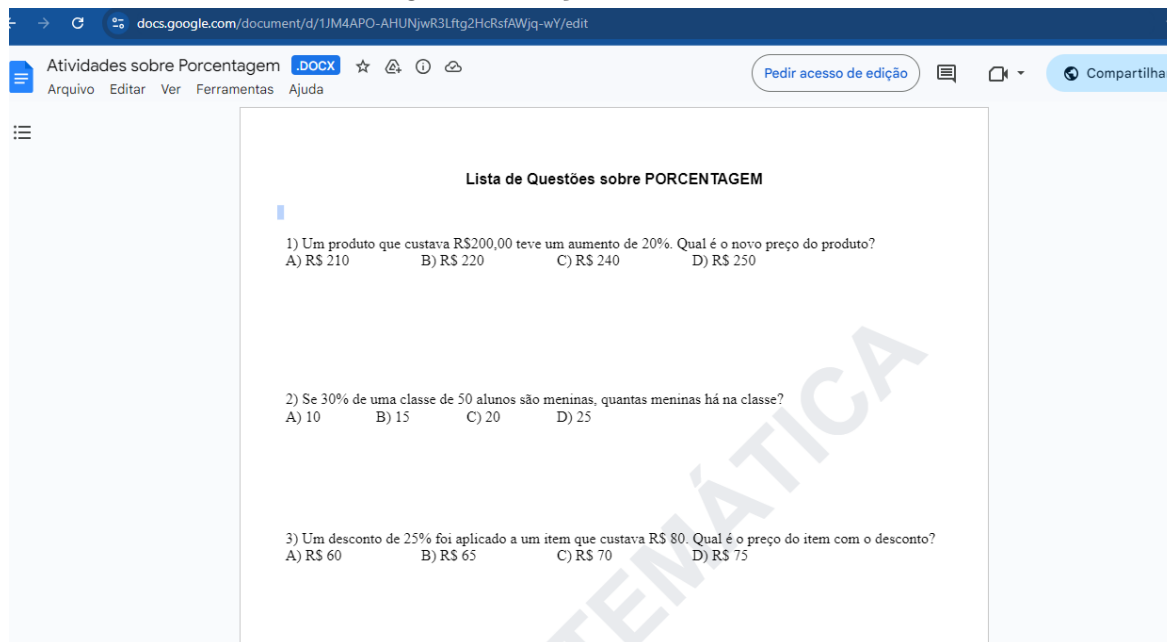 docs.google.com/document/d/1JM4APO-AHUNjwR3Lftg2HcRsfAWjq-wY/edit
Atividades sobre Porcentagem .DOCX
Pedir acesso de edição
Compartilha
Arquivo Editar Ver Ferramentas Ajuda
Lista de Questões sobre PORCENTAGEM
1) Um produto que custava R$200,00 teve um aumento de 20%. Qual é o novo preço do produto?
A) R$ 210 B) R$ 220 C) R$ 240 D) R$ 250
2) Se 30% de uma classe de 50 alunos são meninas, quantas meninas há na classe?
A) 10 B) 15 C) 20 D) 25
3) Um desconto de 25% foi aplicado a um item que custava R$ 80. Qual é o preço do item com o desconto?
A) R$ 60 B) R$ 65 C) R$ 70 D) R$ 75
TEMÁTICA